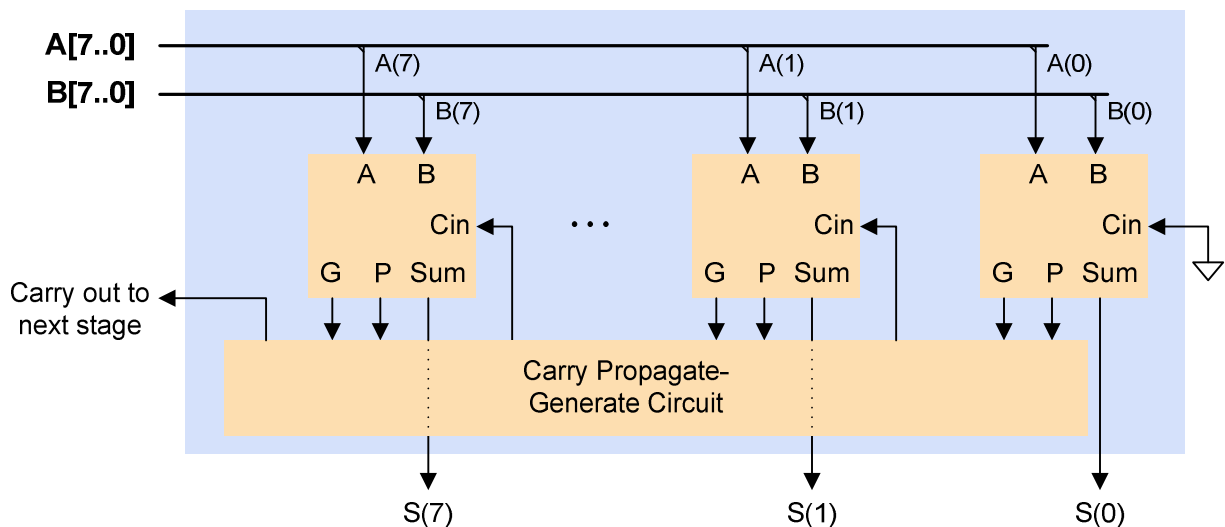 A[7..0]
A(7)
A(1)
A(0)
B[7..0]
B(7)
B(1)
B(0)
A B
A B
A B
Cin
...
Cin
Cin
G P Sum
G P Sum
G P Sum
Carry out to
next stage
Carry Propagate-
Generate Circuit
S(7)
S(1)
S(0)